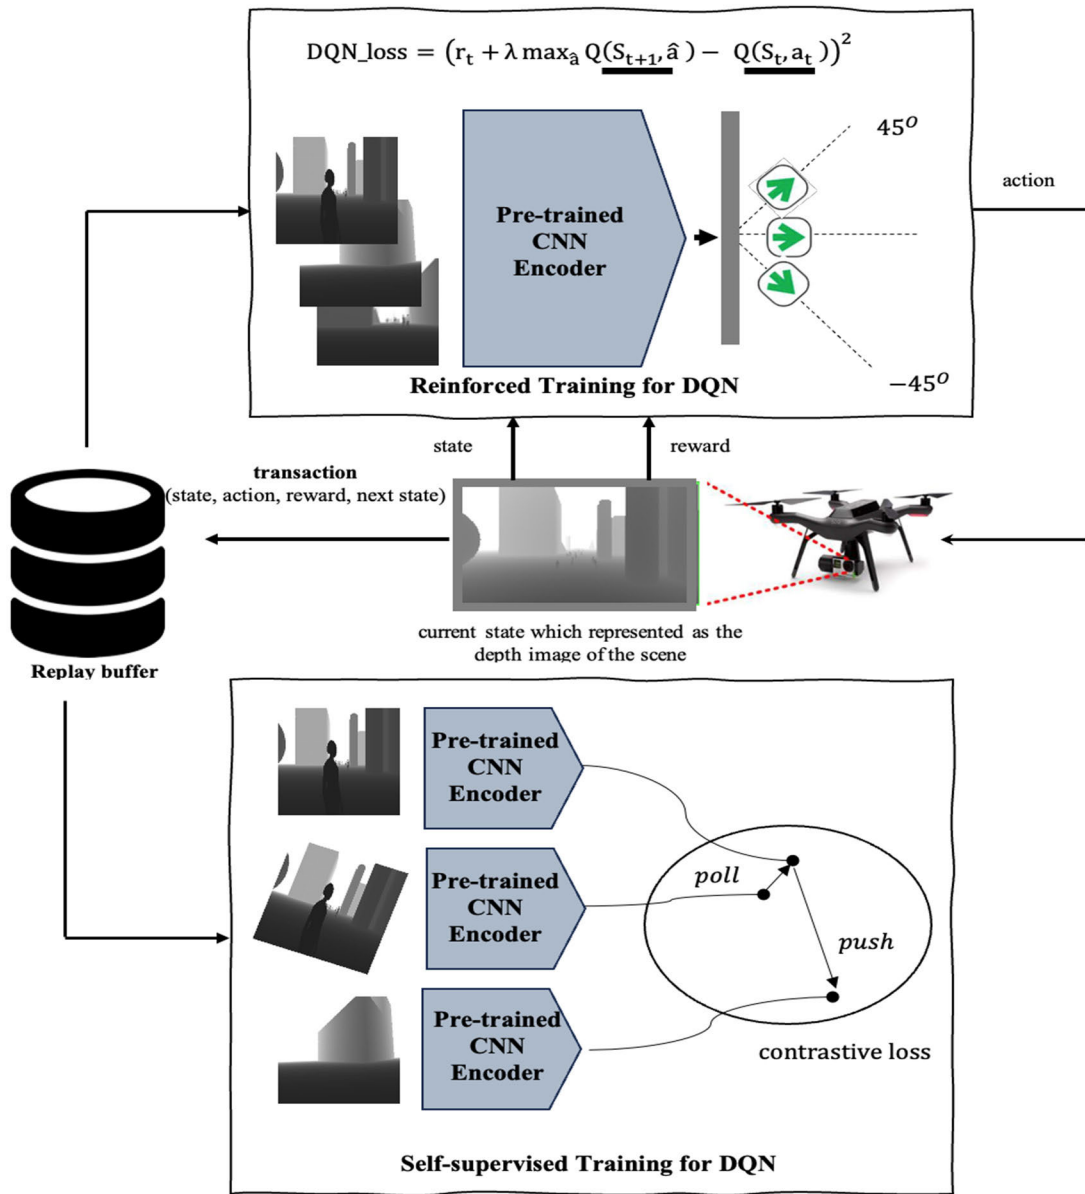 DQN_loss = (r_t + λ max_â Q(S_{t+1}, â ) − Q(S_t, a_t))²
45^O
action
Pre-trained
CNN
Encoder
−45^O
Reinforced Training for DQN
state
reward
transaction
(state, action, reward, next state)
current state which represented as the
depth image of the scene
Replay buffer
Pre-trained
CNN
Encoder
Pre-trained
CNN
Encoder
poll
push
Pre-trained
CNN
Encoder
contrastive loss
Self-supervised Training for DQN